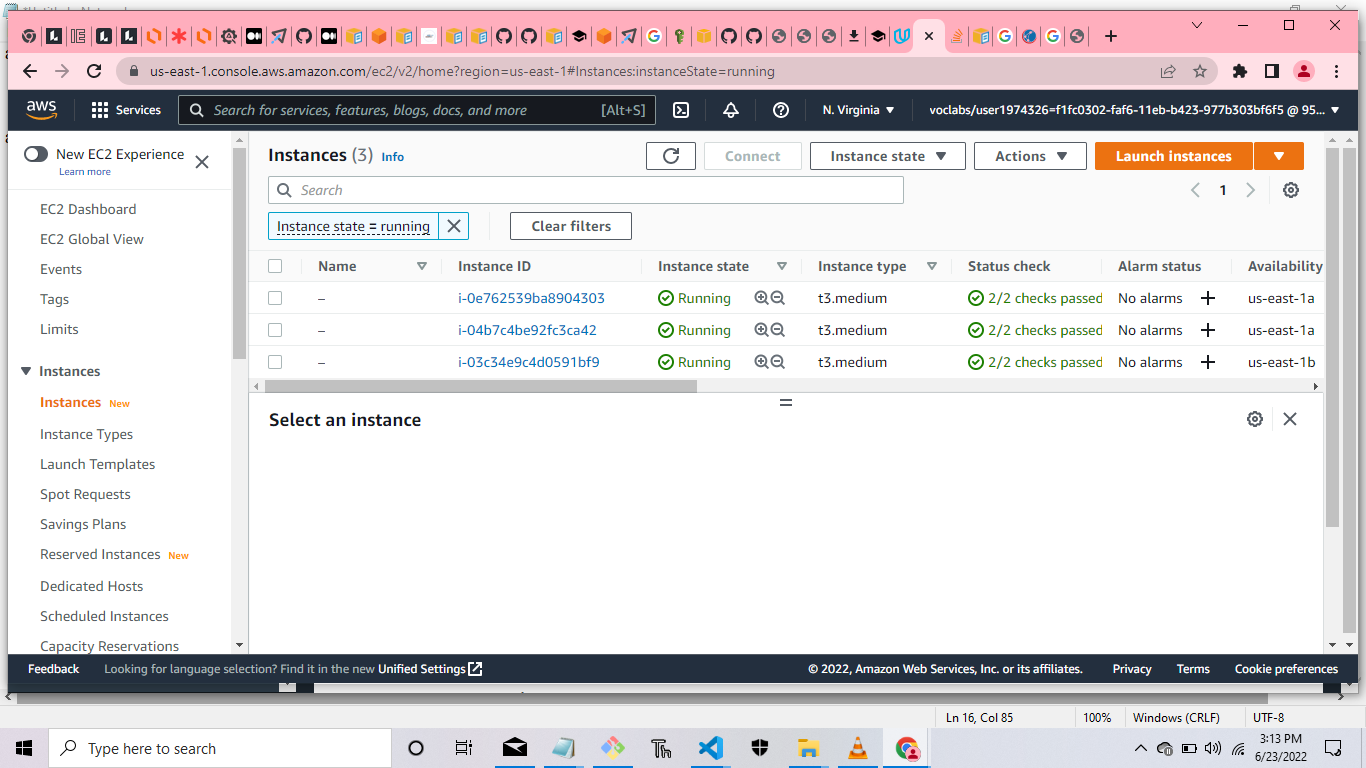 us-east-1.console.aws.amazon.com/ec2/v2/home?region=us-east-1#Instances:instanceState=running
aws
Services
Search for services, features, blogs, docs, and more [Alt+S]
N. Virginia
voclabs/user1974326=f1fc0302-faf6-11eb-b423-977b303bf6f5 @ 95...
New EC2 Experience
Learn more
EC2 Dashboard
EC2 Global View
Events
Tags
Limits
Instances
Instances New
Instance Types
Launch Templates
Spot Requests
Savings Plans
Reserved Instances New
Dedicated Hosts
Scheduled Instances
Capacity Reservations
Instances (3) Info
Connect
Instance state
Actions
Launch instances
Search
1
Instance state = running
Clear filters
Name Instance ID Instance state Instance type Status check Alarm status Availability
– i-0e762539ba8904303 Running t3.medium 2/2 checks passed No alarms + us-east-1a
– i-04b7c4be92fc3ca42 Running t3.medium 2/2 checks passed No alarms + us-east-1a
– i-03c34e9c4d0591bf9 Running t3.medium 2/2 checks passed No alarms + us-east-1b
Select an instance
Feedback Looking for language selection? Find it in the new Unified Settings
© 2022, Amazon Web Services, Inc. or its affiliates. Privacy Terms Cookie preferences
Ln 16, Col 85 100% Windows (CRLF) UTF-8
Type here to search
3:13 PM
6/23/2022